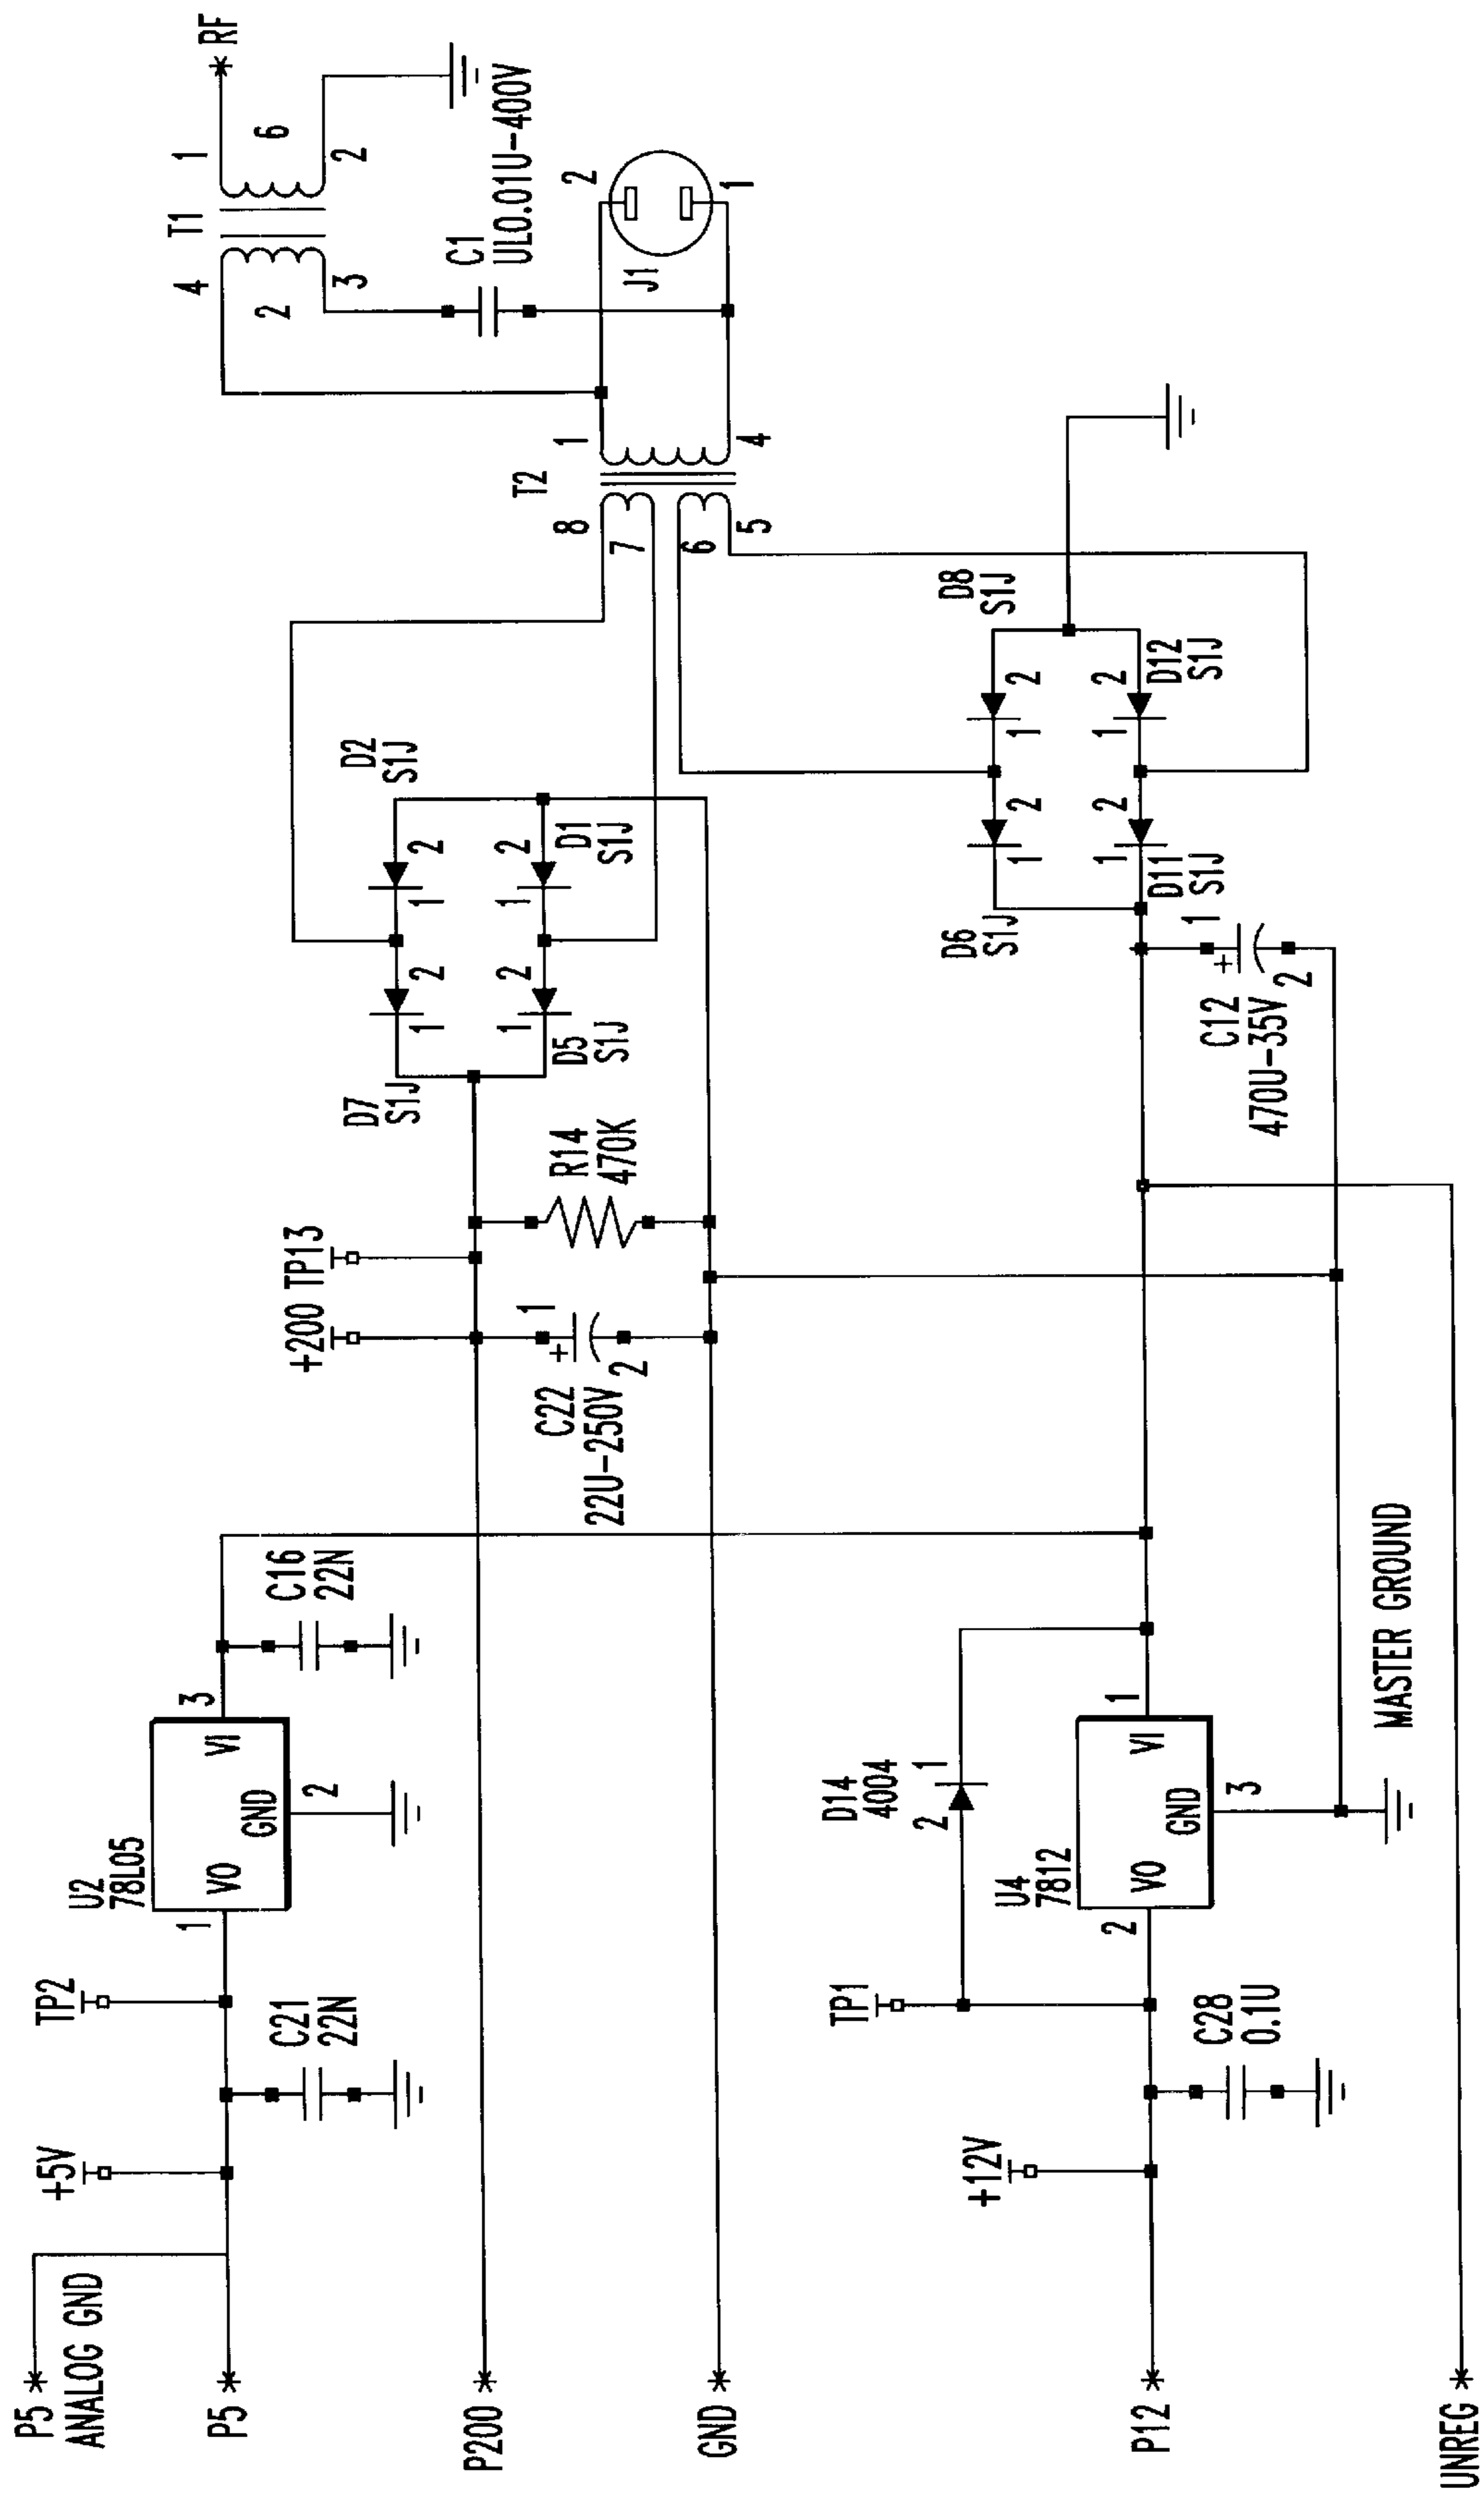 P5
ANALOG GND
P5
P200
GND
P12
UNREG
+5V
TP2
C21
22N
1
U2
78L05
VO
GND
VI
2
3
C16
22N
+12V
TP1
C28
0.1U
2
U4
7812
VO
GND
VI
3
1
D14
4004
2
1
MASTER GROUND
+200
TP13
C22
22U-250V
+
1
2
R14
470K
D7
S1J
1
2
D5
S1J
1
2
D2
S1J
1
2
D1
S1J
1
2
C12
470U-35V
+
1
2
D6
S1J
1
2
D11
S1J
1
2
D8
S1J
1
2
D12
S1J
1
2
T2
8
7
6
5
1
4
T1
4
2
3
1
6
2
C1
UL0.01U-400V
J1
2
1
RF